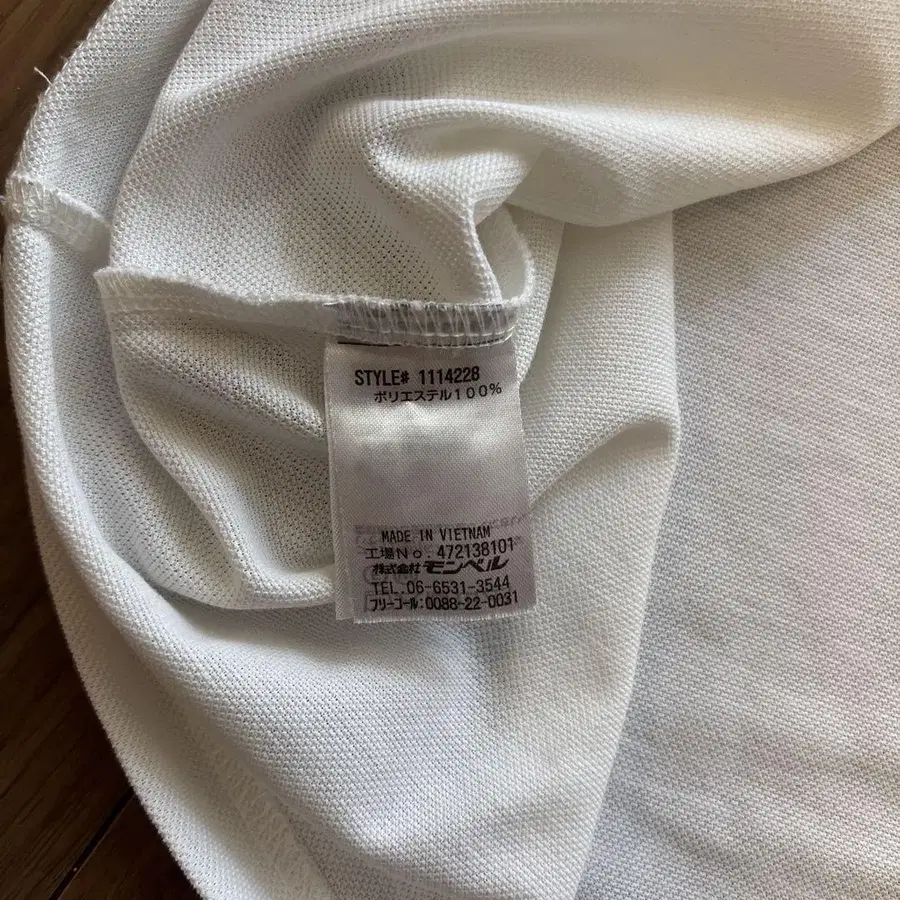 STYLE# 1114228
ポリエステル100%
MADE IN VIETNAM
工場No. 472138101
株式会社 モンベル
TEL.06-6531-3544
フリーコール:0088-22-0031